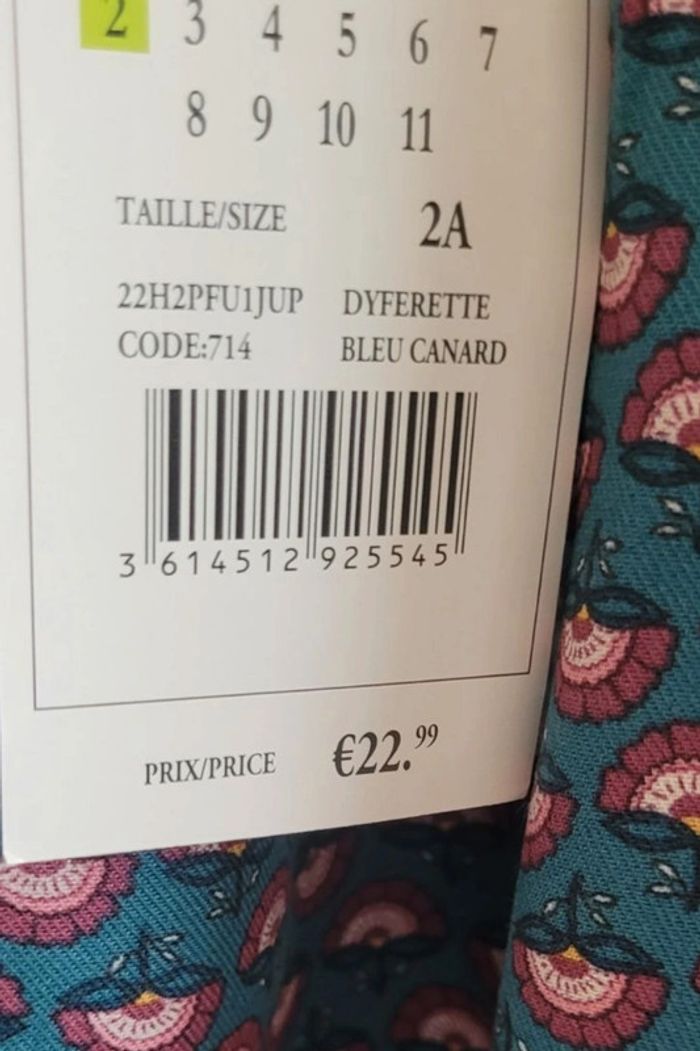 2 3 4 5 6 7
8 9 10 11
TAILLE/SIZE 2A
22H2PFU1JUP DYFERETTE
CODE:714 BLEU CANARD
3 614512 925545
PRIX/PRICE €22.99